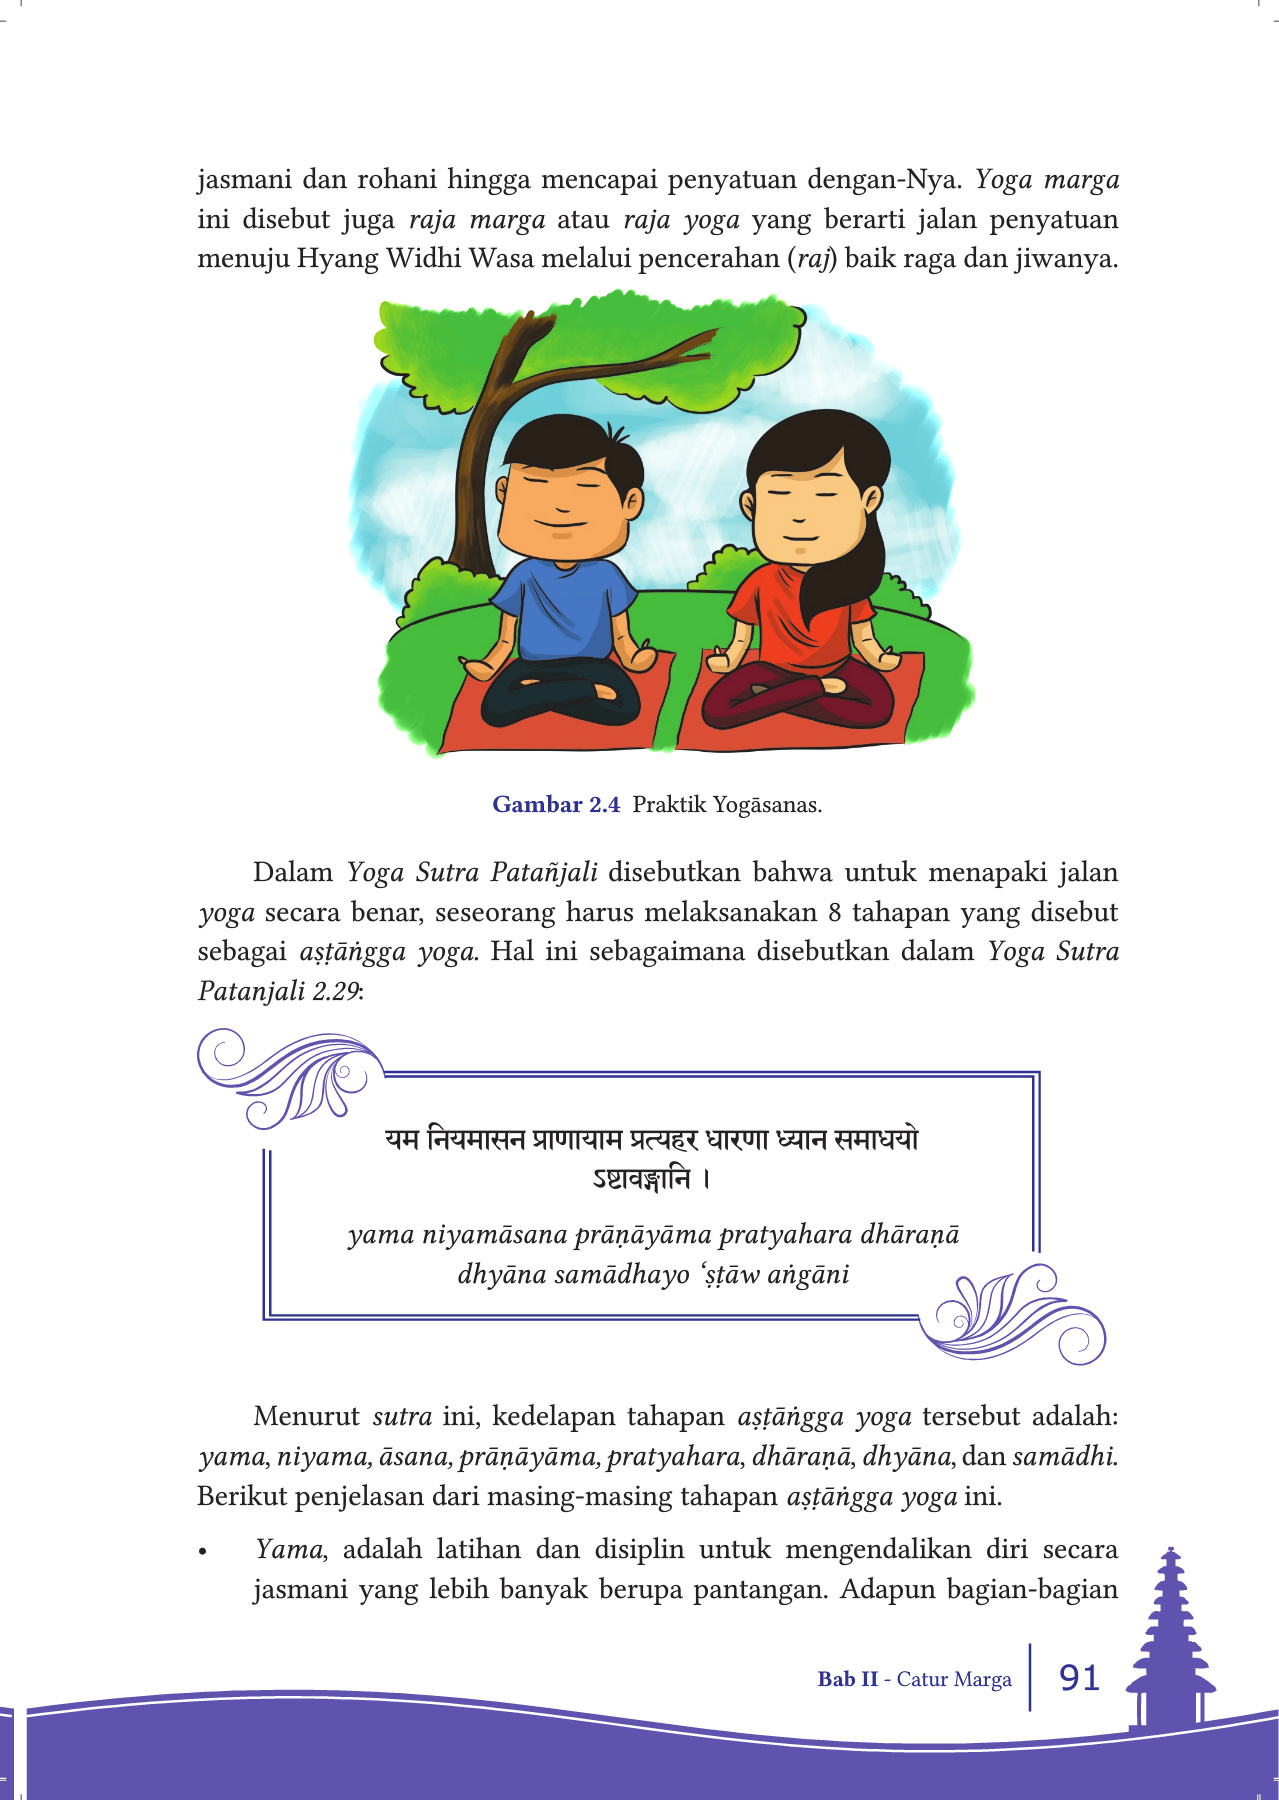 jasmani dan rohani hingga mencapai penyatuan dengan-Nya. Yoga marga
ini disebut juga raja marga atau raja yoga yang berarti jalan penyatuan
menuju Hyang Widhi Wasa melalui pencerahan (raj) baik raga dan jiwanya.
Gambar 2.4 Praktik Yogāsanas.
Dalam Yoga Sutra Patañjali disebutkan bahwa untuk menapaki jalan
yoga secara benar, seseorang harus melaksanakan 8 tahapan yang disebut
sebagai aṣṭāṅgga yoga. Hal ini sebagaimana disebutkan dalam Yoga Sutra
Patanjali 2.29:
यम नियमासन प्राणायाम प्रत्यहर धारणा ध्यान समाधयो
ऽष्टावङ्गानि ।
yama niyamāsana prāṇāyāma pratyahara dhāraṇā
dhyāna samādhayo ‘ṣṭāw aṅgāni
Menurut sutra ini, kedelapan tahapan aṣṭāṅgga yoga tersebut adalah:
yama, niyama, āsana, prāṇāyāma, pratyahara, dhāraṇā, dhyāna, dan samādhi.
Berikut penjelasan dari masing-masing tahapan aṣṭāṅgga yoga ini.
• Yama, adalah latihan dan disiplin untuk mengendalikan diri secara
jasmani yang lebih banyak berupa pantangan. Adapun bagian-bagian
Bab II - Catur Marga 91